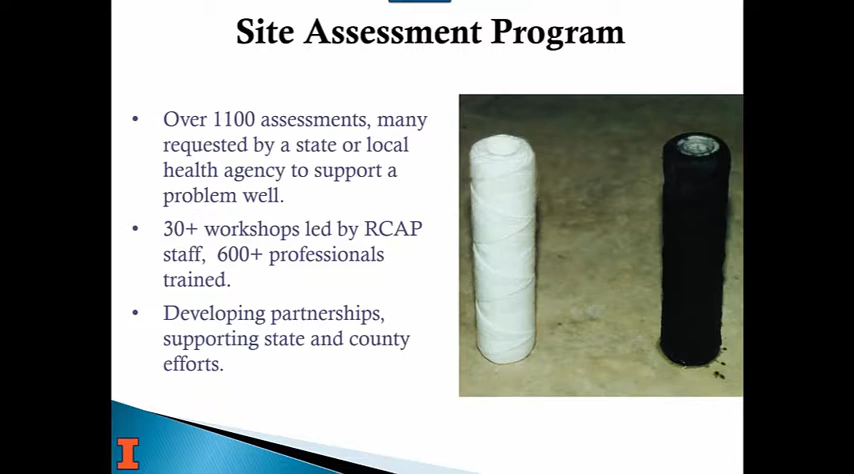 Site Assessment Program
• Over 1100 assessments, many
requested by a state or local
health agency to support a
problem well.
• 30+ workshops led by RCAP
staff, 600+ professionals
trained.
• Developing partnerships,
supporting state and county
efforts.
I